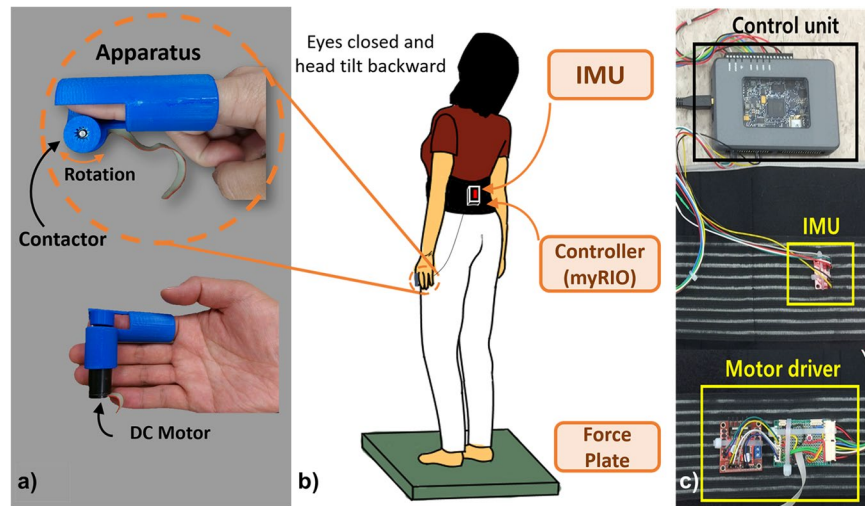 Apparatus
Rotation
Contactor
DC Motor
a)
Eyes closed and
head tilt backward
IMU
Controller
(myRIO)
Force
Plate
b)
Control unit
IMU
Motor driver
c)